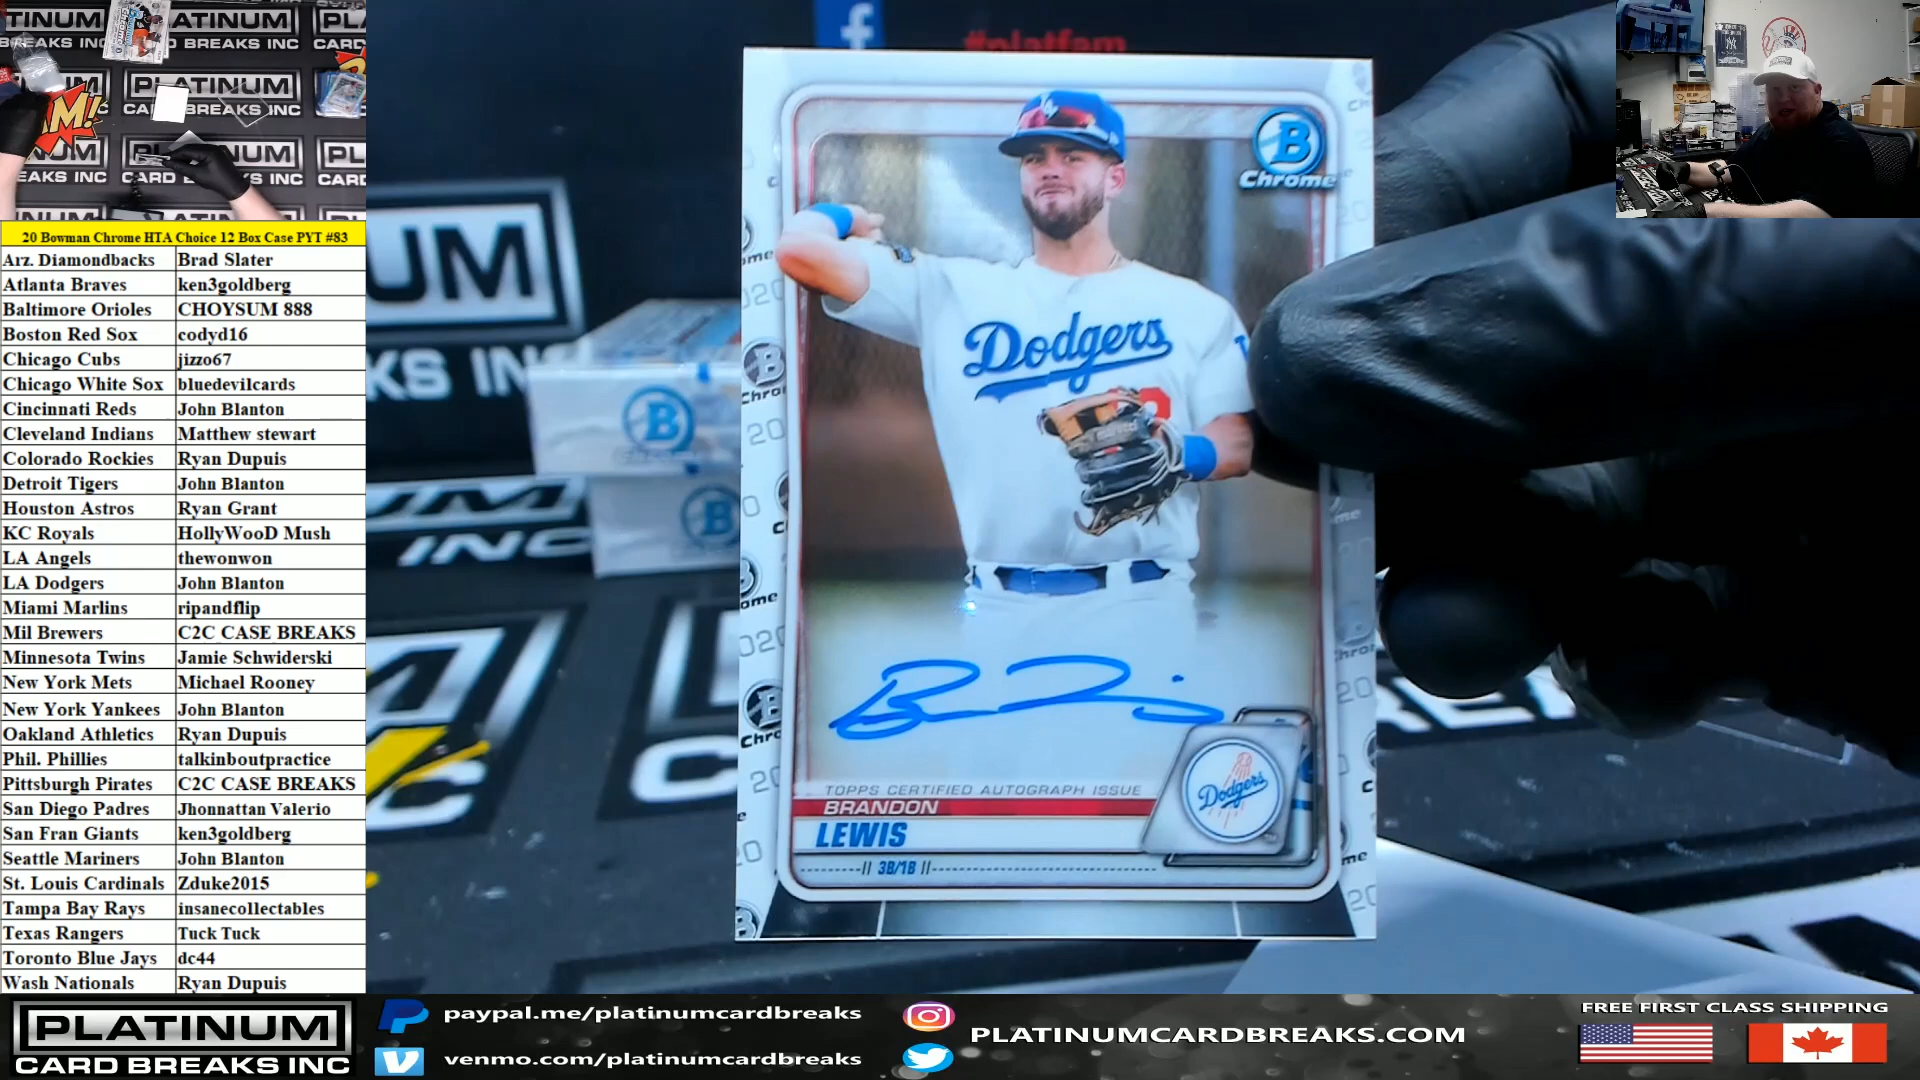 20 Bowman Chrome HTA Choice 12 Box Case PYT #83
Arz. Diamondbacks Brad Slater
Atlanta Braves ken3goldberg
Baltimore Orioles CHOYSUM 888
Boston Red Sox codyd16
Chicago Cubs jizzo67
Chicago White Sox bluedevilcards
Cincinnati Reds John Blanton
Cleveland Indians Matthew stewart
Colorado Rockies Ryan Dupuis
Detroit Tigers John Blanton
Houston Astros Ryan Grant
KC Royals HollyWooD Mush
LA Angels thewonwon
LA Dodgers John Blanton
Miami Marlins ripandflip
Mil Brewers C2C CASE BREAKS
Minnesota Twins Jamie Schwiderski
New York Mets Michael Rooney
New York Yankees John Blanton
Oakland Athletics Ryan Dupuis
Phil. Phillies talkinboutpractice
Pittsburgh Pirates C2C CASE BREAKS
San Diego Padres Jhonnattan Valerio
San Fran Giants ken3goldberg
Seattle Mariners John Blanton
St. Louis Cardinals Zduke2015
Tampa Bay Rays insanecollectables
Texas Rangers Tuck Tuck
Toronto Blue Jays dc44
Wash Nationals Ryan Dupuis
#platfam
B
Chrome
Dodgers
TOPPS CERTIFIED AUTOGRAPH ISSUE
BRANDON
LEWIS
3B/1B
Dodgers
PLATINUM
CARD BREAKS INC
paypal.me/platinumcardbreaks
venmo.com/platinumcardbreaks
PLATINUMCARDBREAKS.COM
FREE FIRST CLASS SHIPPING